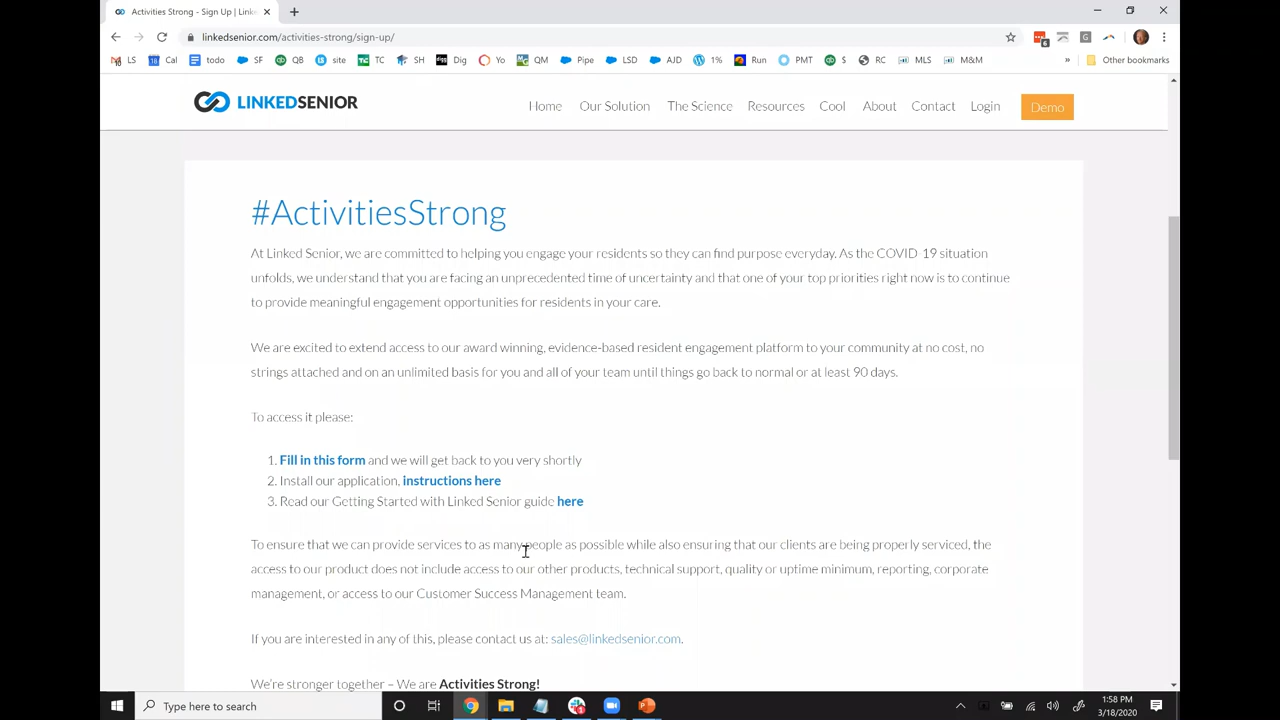 Activities Strong - Sign Up | Linke
linkedsenior.com/activities-strong/sign-up/
6
LS Cal todo SF QB site TC SH Dig Yo QM Pipe LSD AJD 1% Run PMT $ RC MLS M&M » Other bookmarks
LINKEDSENIOR Home Our Solution The Science Resources Cool About Contact Login Demo
#ActivitiesStrong
At Linked Senior, we are committed to helping you engage your residents so they can find purpose everyday. As the COVID-19 situation
unfolds, we understand that you are facing an unprecedented time of uncertainty and that one of your top priorities right now is to continue
to provide meaningful engagement opportunities for residents in your care.
We are excited to extend access to our award winning, evidence-based resident engagement platform to your community at no cost, no
strings attached and on an unlimited basis for you and all of your team until things go back to normal or at least 90 days.
To access it please:
1. Fill in this form and we will get back to you very shortly
2. Install our application, instructions here
3. Read our Getting Started with Linked Senior guide here
To ensure that we can provide services to as many people as possible while also ensuring that our clients are being properly serviced, the
access to our product does not include access to our other products, technical support, quality or uptime minimum, reporting, corporate
management, or access to our Customer Success Management team.
If you are interested in any of this, please contact us at: sales@linkedsenior.com.
We're stronger together – We are Activities Strong!
Type here to search
1:58 PM
3/18/2020